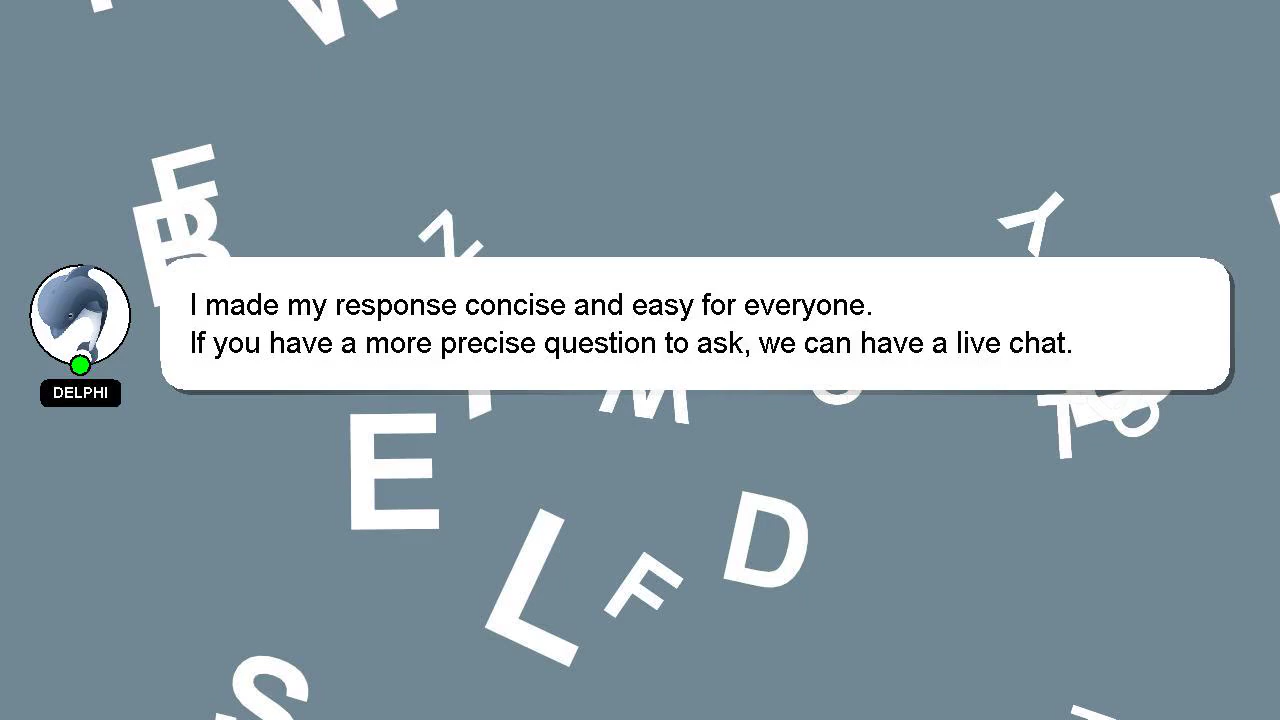 W
F
B
N
Y
I made my response concise and easy for everyone.
If you have a more precise question to ask, we can have a live chat.
DELPHI
M
T
E
L
F
D
S